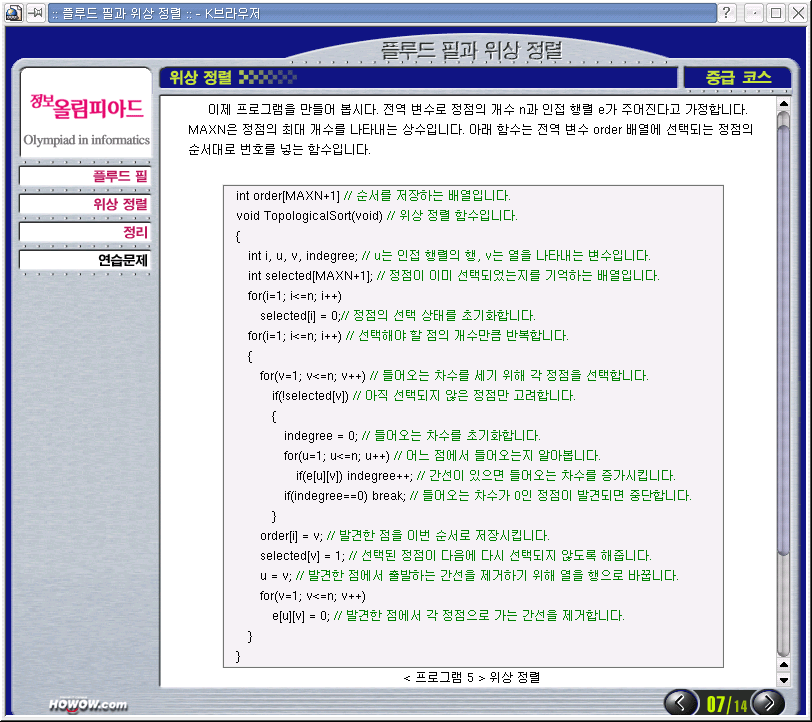 :: 플루드 필과 위상 정렬 :: - K브라우저
플루드 필과 위상 정렬
위상 정렬
중급 코스
정보올림피아드
Olympiad in informatics
플루드 필
위상 정렬
정리
연습문제
이제 프로그램을 만들어 봅시다. 전역 변수로 정점의 개수 n과 인접 행렬 e가 주어진다고 가정합니다.
MAXN은 정점의 최대 개수를 나타내는 상수입니다. 아래 함수는 전역 변수 order 배열에 선택되는 정점의
순서대로 번호를 넣는 함수입니다.
int order[MAXN+1] // 순서를 저장하는 배열입니다.
void TopologicalSort(void) // 위상 정렬 함수입니다.
{
int i, u, v, indegree; // u는 인접 행렬의 행, v는 열을 나타내는 변수입니다.
int selected[MAXN+1]; // 정점이 이미 선택되었는지를 기억하는 배열입니다.
for(i=1; i<=n; i++)
selected[i] = 0;// 정점의 선택 상태를 초기화합니다.
for(i=1; i<=n; i++) // 선택해야 할 점의 개수만큼 반복합니다.
{
for(v=1; v<=n; v++) // 들어오는 차수를 세기 위해 각 정점을 선택합니다.
if(!selected[v]) // 아직 선택되지 않은 정점만 고려합니다.
{
indegree = 0; // 들어오는 차수를 초기화합니다.
for(u=1; u<=n; u++) // 어느 점에서 들어오는지 알아봅니다.
if(e[u][v]) indegree++; // 간선이 있으면 들어오는 차수를 증가시킵니다.
if(indegree==0) break; // 들어오는 차수가 0인 정점이 발견되면 중단합니다.
}
order[i] = v; // 발견한 점을 이번 순서로 저장시킵니다.
selected[v] = 1; // 선택된 정점이 다음에 다시 선택되지 않도록 해줍니다.
u = v; // 발견한 점에서 출발하는 간선을 제거하기 위해 열을 행으로 바꿉니다.
for(v=1; v<=n; v++)
e[u][v] = 0; // 발견한 점에서 각 정점으로 가는 간선을 제거합니다.
}
}
< 프로그램 5 > 위상 정렬
HOWOW.com
07/14